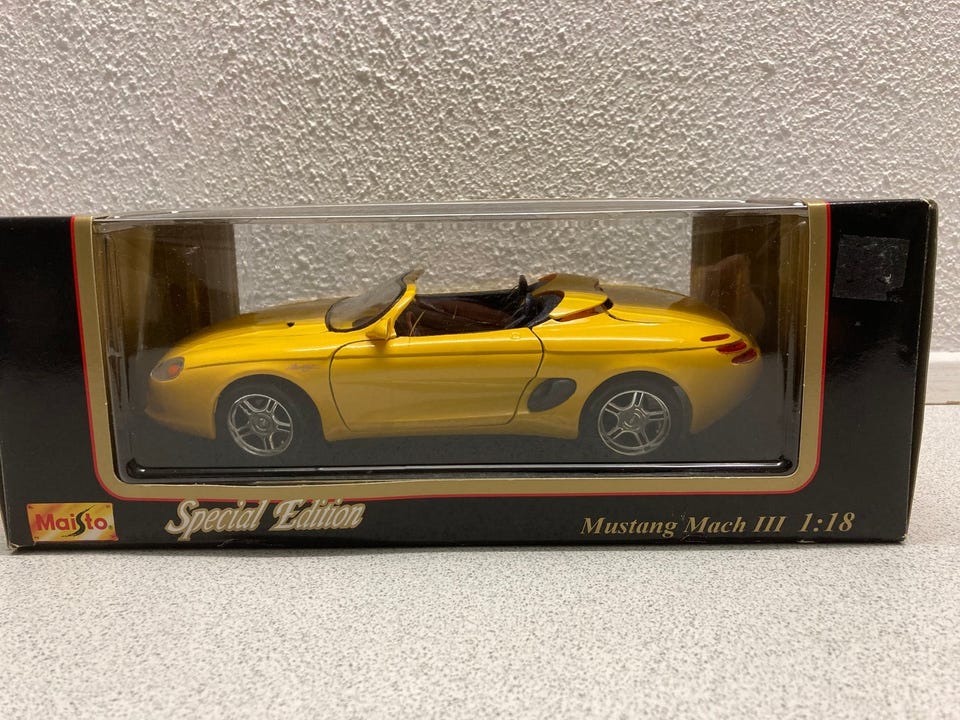 Maisto
Special Edition
Mustang Mach III 1:18